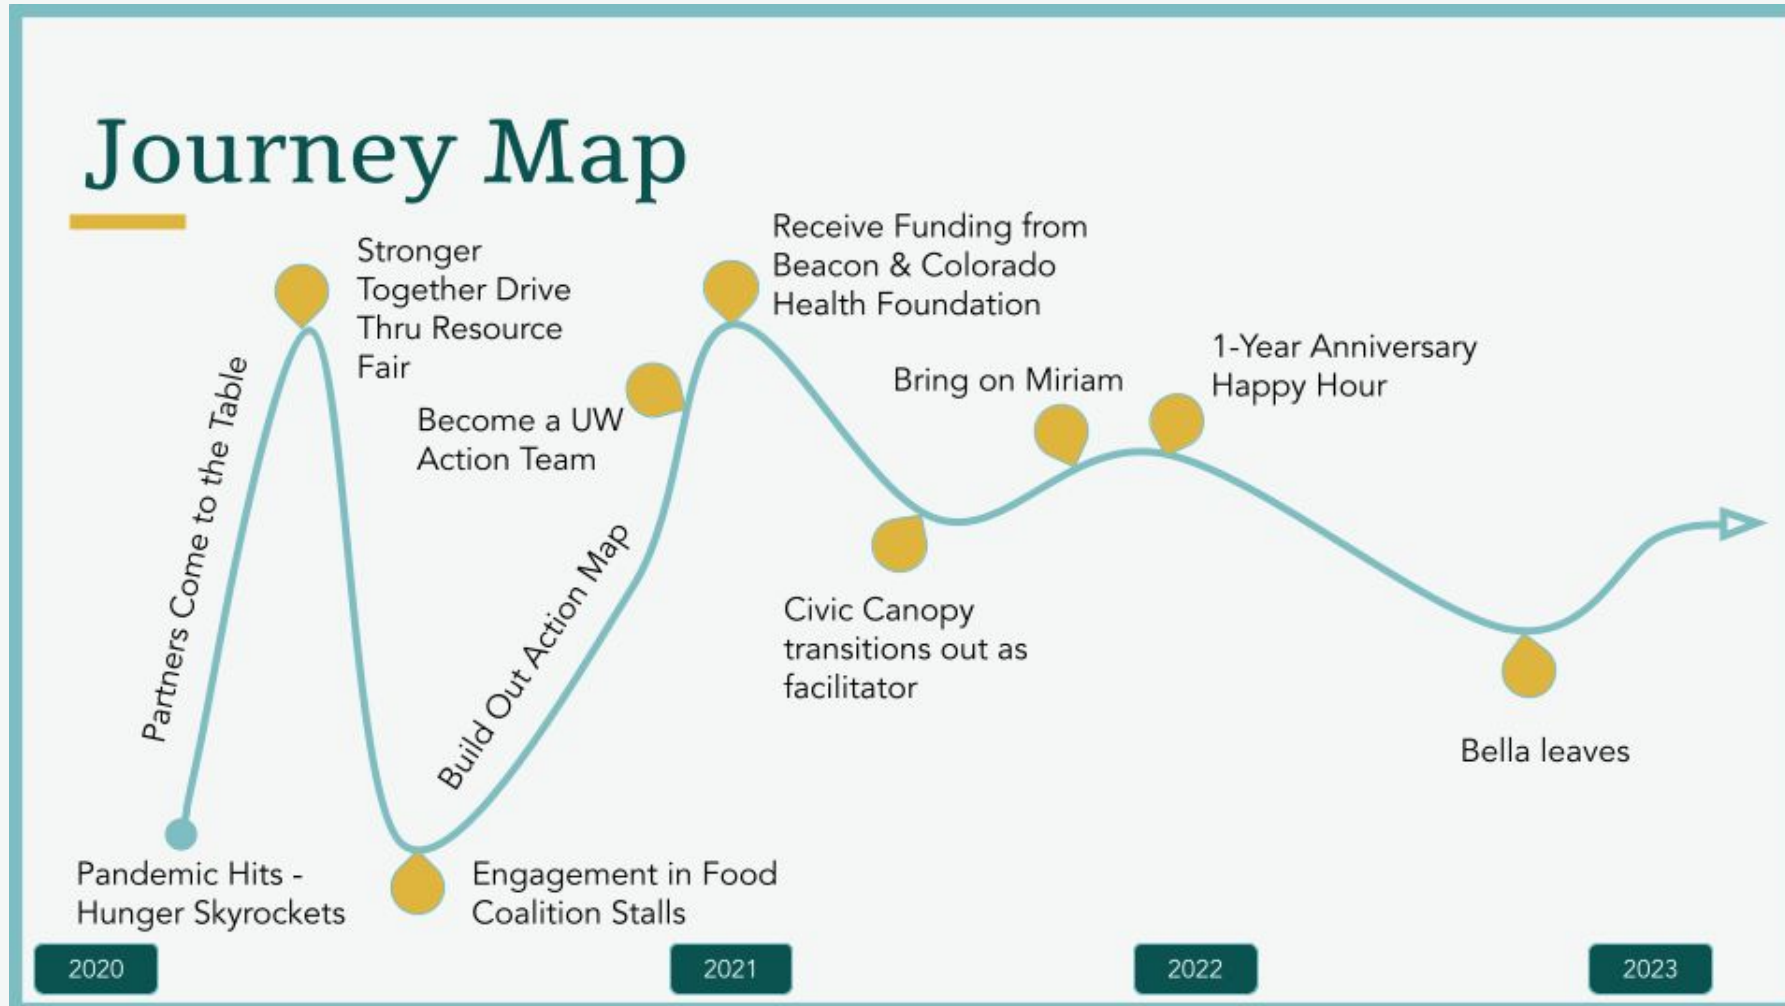 Journey Map
Partners Come to the Table
Stronger
Together Drive
Thru Resource
Fair
Become a UW
Action Team
Build Out Action Map
Receive Funding from
Beacon & Colorado
Health Foundation
Bring on Miriam
1-Year Anniversary
Happy Hour
Civic Canopy
transitions out as
facilitator
Bella leaves
Pandemic Hits -
Hunger Skyrockets
Engagement in Food
Coalition Stalls
2020
2021
2022
2023